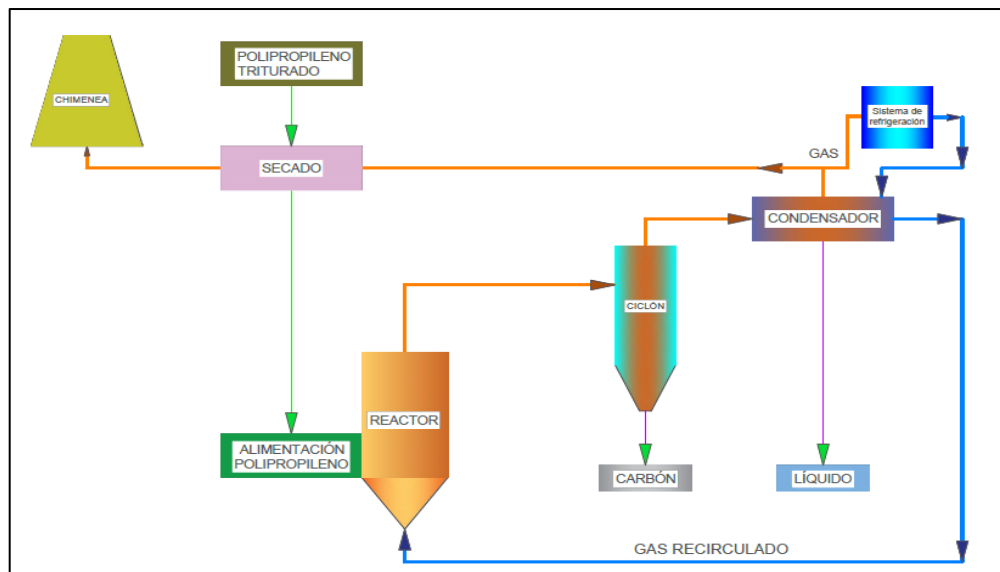 POLIPROPILENO
TRITURADO
CHIMENEA
Sistema de
refrigeración
GAS
SECADO
CONDENSADOR
CICLÓN
REACTOR
ALIMENTACIÓN
POLIPROPILENO
CARBÓN
LÍQUIDO
GAS RECIRCULADO